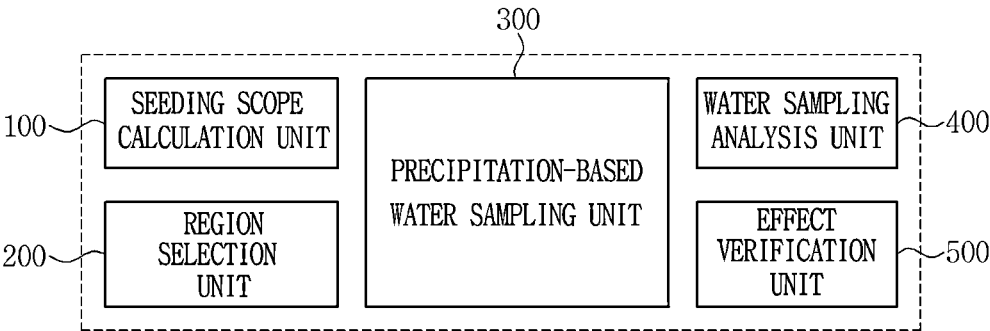 300
100
SEEDING SCOPE
CALCULATION UNIT
200
REGION
SELECTION
UNIT
PRECIPITATION-BASED
WATER SAMPLING UNIT
WATER SAMPLING
ANALYSIS UNIT
400
EFFECT
VERIFICATION
UNIT
500